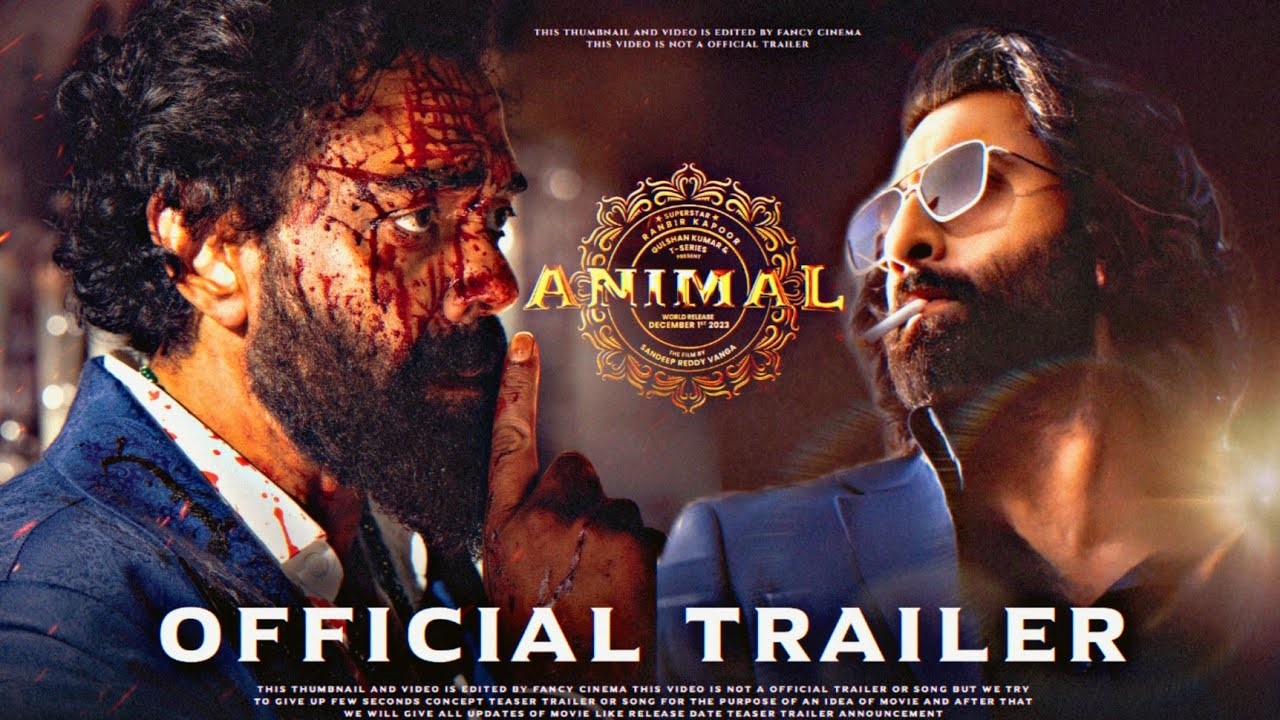 THIS THUMBNAIL AND VIDEO IS EDITED BY FANCY CINEMA
THIS VIDEO IS NOT A OFFICIAL TRAILER
★ SUPERSTAR ★
RANBIR KAPOOR
GULSHAN KUMAR &
T-SERIES
PRESENT
ANIMAL
WORLD RELEASE
DECEMBER 1ST 2023
THE FILM BY
SANDEEP REDDY VANGA
OFFICIAL TRAILER
THIS THUMBNAIL AND VIDEO IS EDITED BY FANCY CINEMA THIS VIDEO IS NOT A OFFICIAL TRAILER OR SONG BUT WE TRY
TO GIVE UP FEW SECONDS CONCEPT TEASER TRAILER OR SONG FOR THE PURPOSE OF AN IDEA OF MOVIE AND AFTER THAT
WE WILL GIVE ALL UPDATES OF MOVIE LIKE RELEASE DATE TEASER TRAILER ANNOUNCEMENT